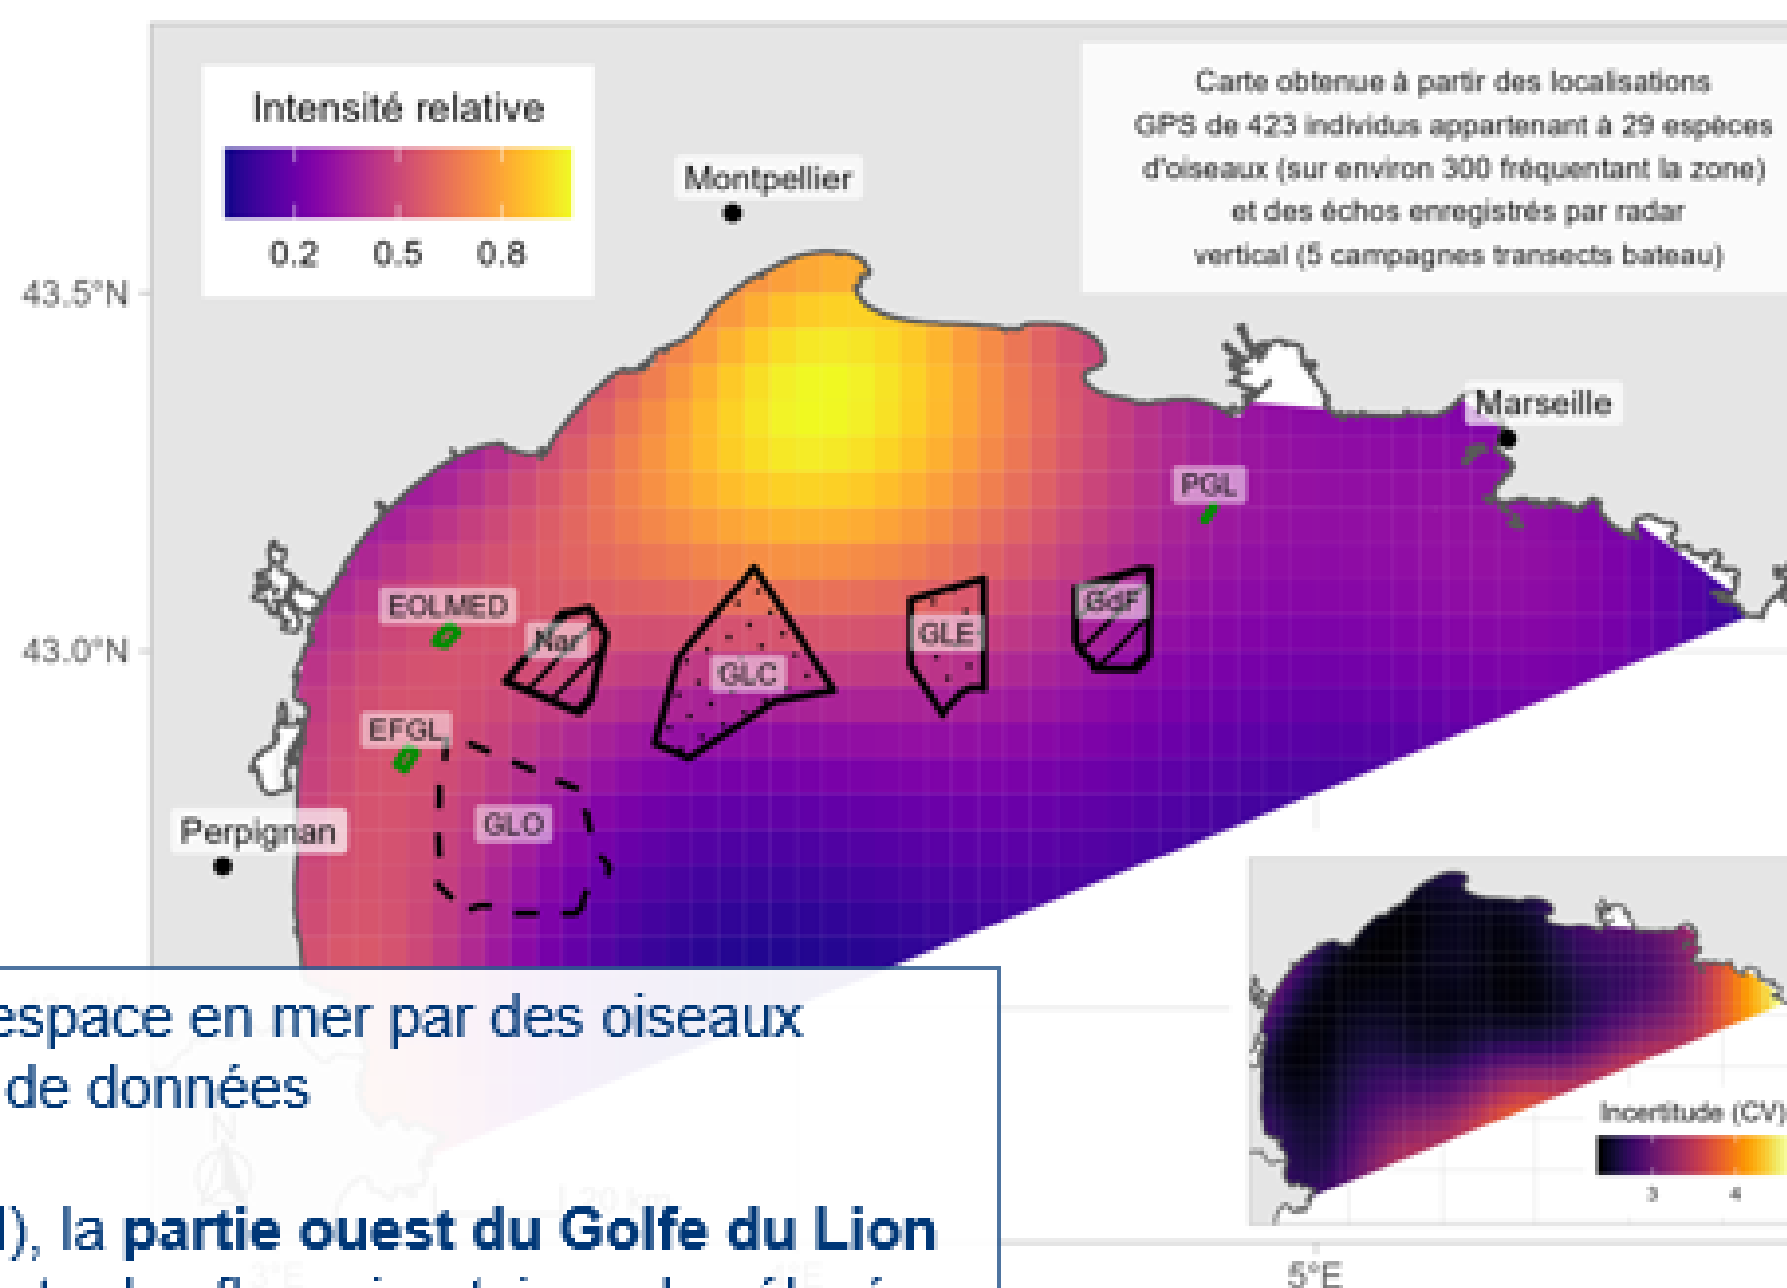 Intensité relative
0.2 0.5 0.8
Carte obtenue à partir des localisations
GPS de 423 individus appartenant à 29 espèces
d'oiseaux (sur environ 300 fréquentant la zone)
et des échos enregistrés par radar
vertical (5 campagnes transects bateau)
Montpellier
43.5°N
Marseille
PGL
EOLMED
Nar
GLC
GLE
GdF
43.0°N
EFGL
GLO
Perpignan
espace en mer par des oiseaux
de données
N
20 km
), la partie ouest du Golfe du Lion
Incertitude (CV)
3 4
3°E
5°E